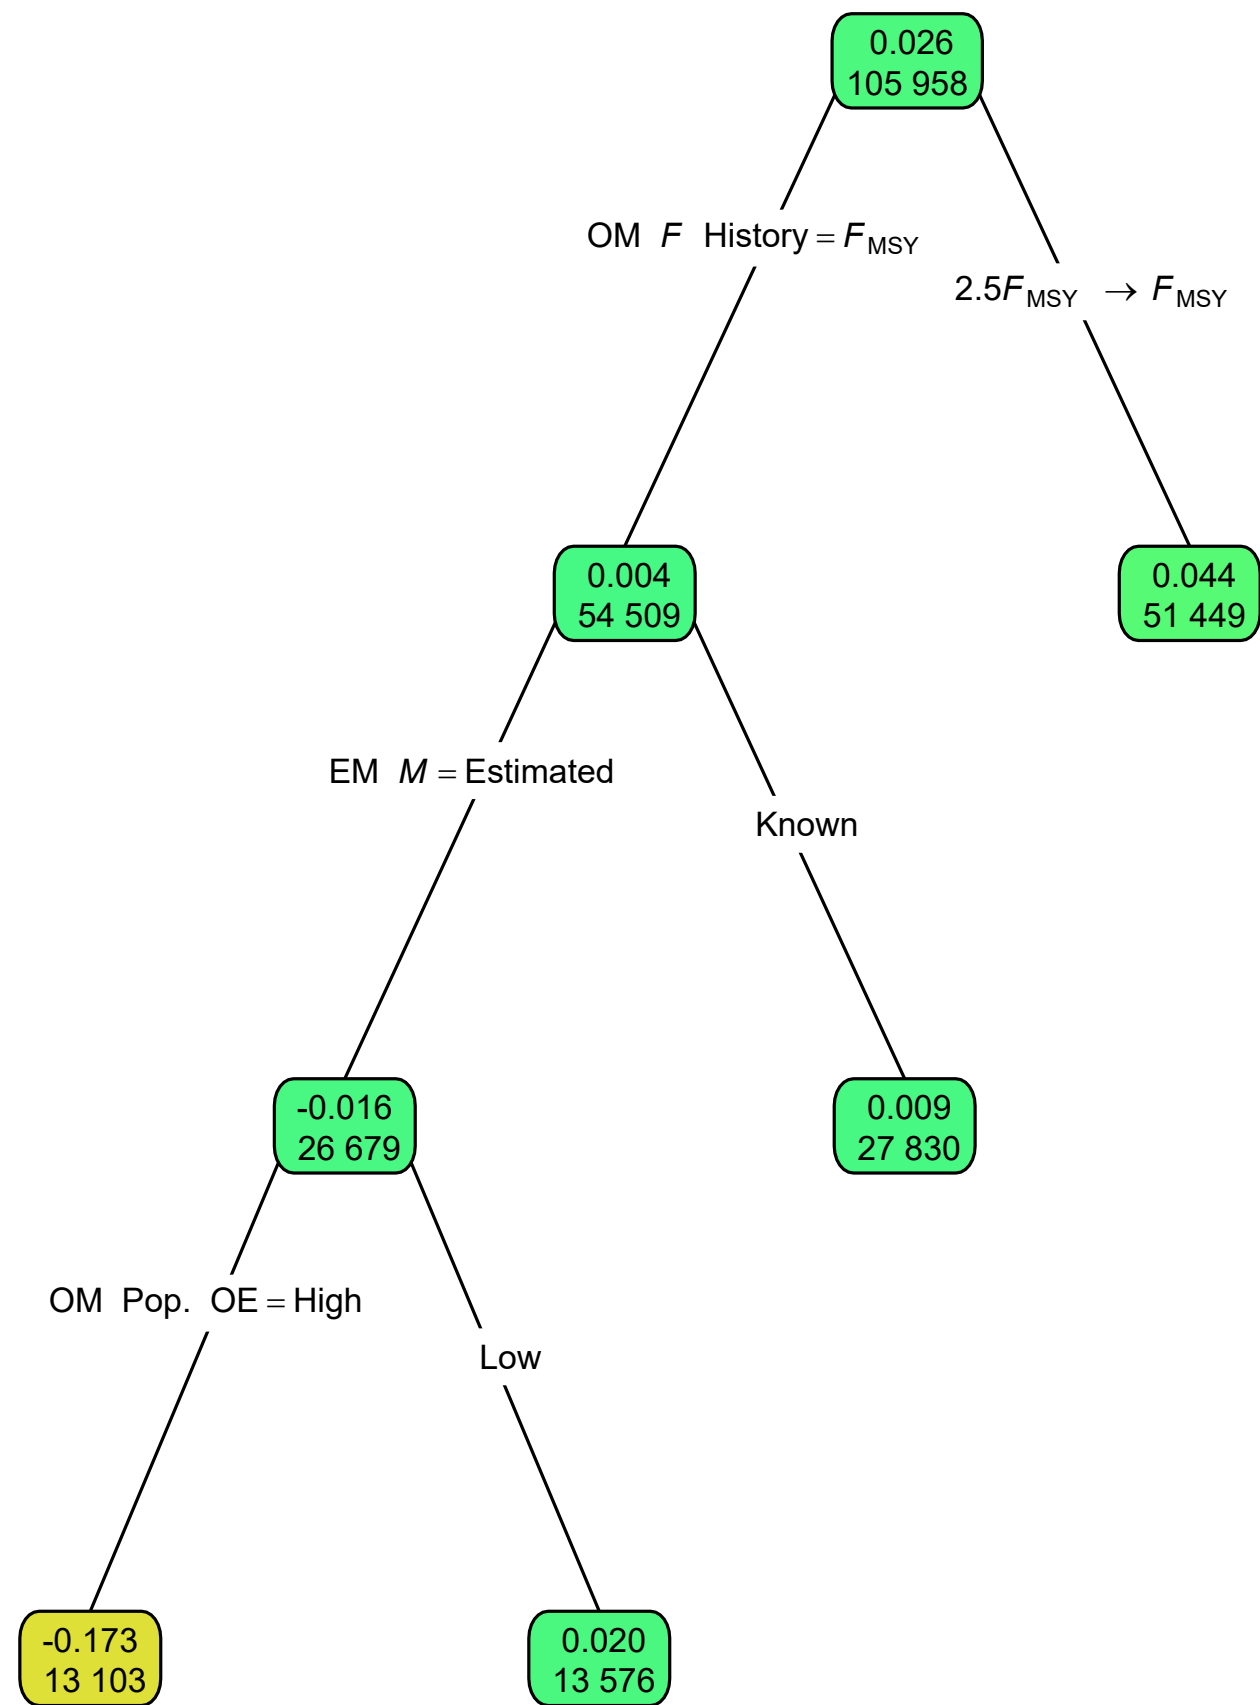 0.026
105 958
OM F History = FMSY
2.5FMSY → FMSY
0.004
54 509
0.044
51 449
EM M = Estimated
Known
-0.016
26 679
0.009
27 830
OM Pop. OE = High
Low
-0.173
13 103
0.020
13 576